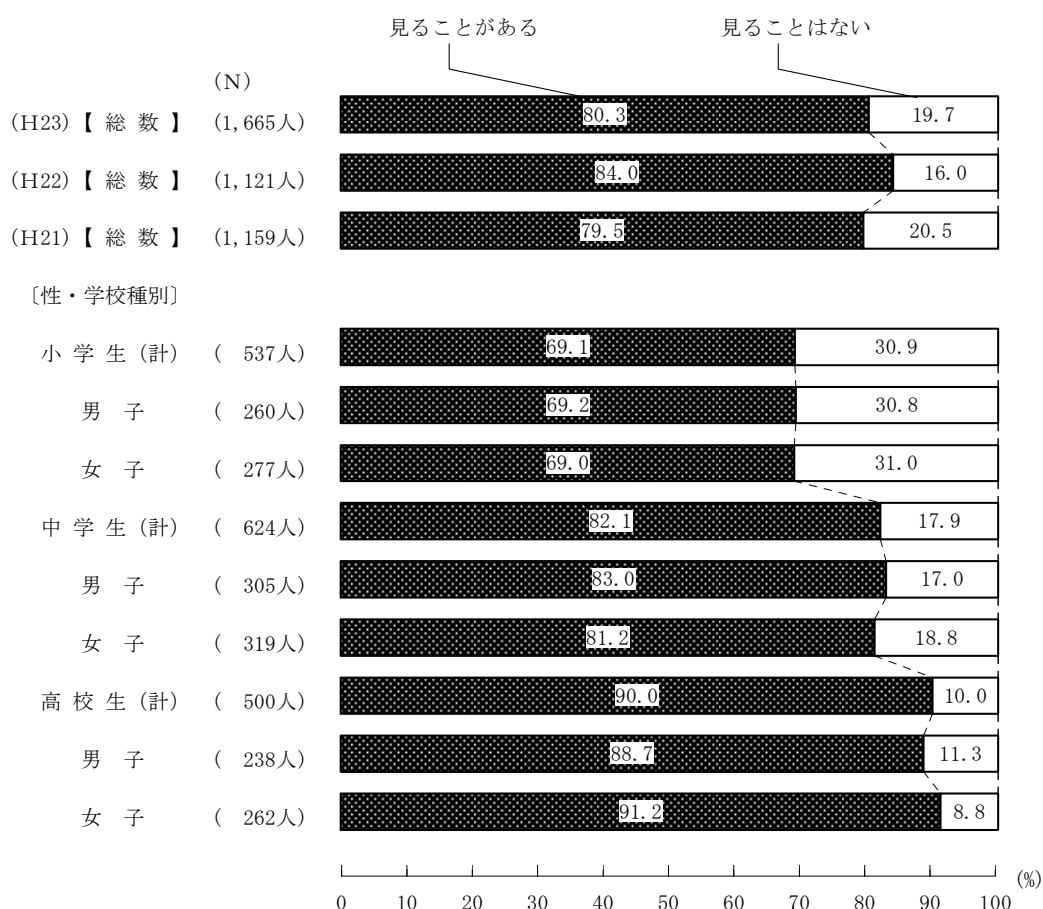 見ることがある 見ることはない
(N)
(H23)【 総 数 】 (1,665人) 80.3 19.7
(H22)【 総 数 】 (1,121人) 84.0 16.0
(H21)【 総 数 】 (1,159人) 79.5 20.5
〔性・学校種別〕
小 学 生 (計) ( 537人) 69.1 30.9
男 子 ( 260人) 69.2 30.8
女 子 ( 277人) 69.0 31.0
中 学 生 (計) ( 624人) 82.1 17.9
男 子 ( 305人) 83.0 17.0
女 子 ( 319人) 81.2 18.8
高 校 生 (計) ( 500人) 90.0 10.0
男 子 ( 238人) 88.7 11.3
女 子 ( 262人) 91.2 8.8
0 10 20 30 40 50 60 70 80 90 100 (%)